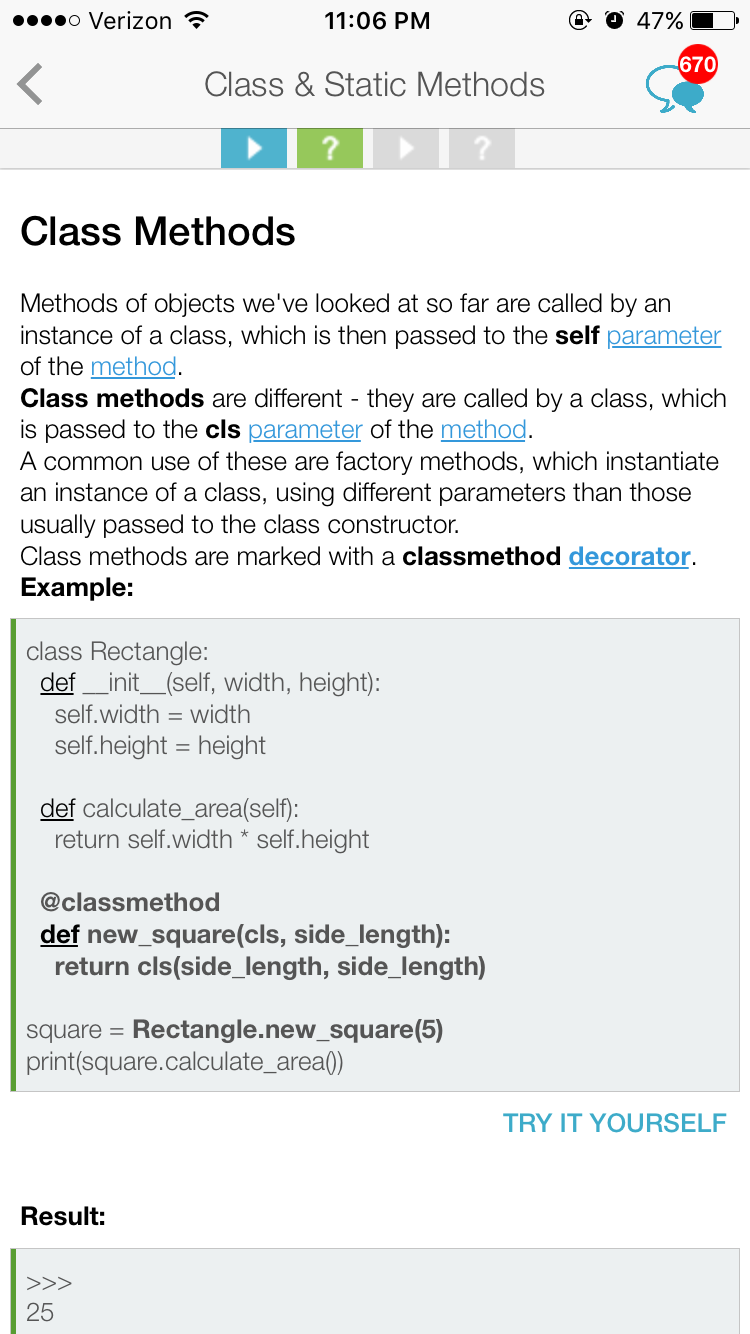 Verizon 11:06 PM 47%
Class & Static Methods 670
? ?
Class Methods
Methods of objects we've looked at so far are called by an
instance of a class, which is then passed to the self parameter
of the method.
Class methods are different - they are called by a class, which
is passed to the cls parameter of the method.
A common use of these are factory methods, which instantiate
an instance of a class, using different parameters than those
usually passed to the class constructor.
Class methods are marked with a classmethod decorator.
Example:
class Rectangle:
def __init__(self, width, height):
self.width = width
self.height = height
def calculate_area(self):
return self.width * self.height
@classmethod
def new_square(cls, side_length):
return cls(side_length, side_length)
square = Rectangle.new_square(5)
print(square.calculate_area())
TRY IT YOURSELF
Result:
>>>
25